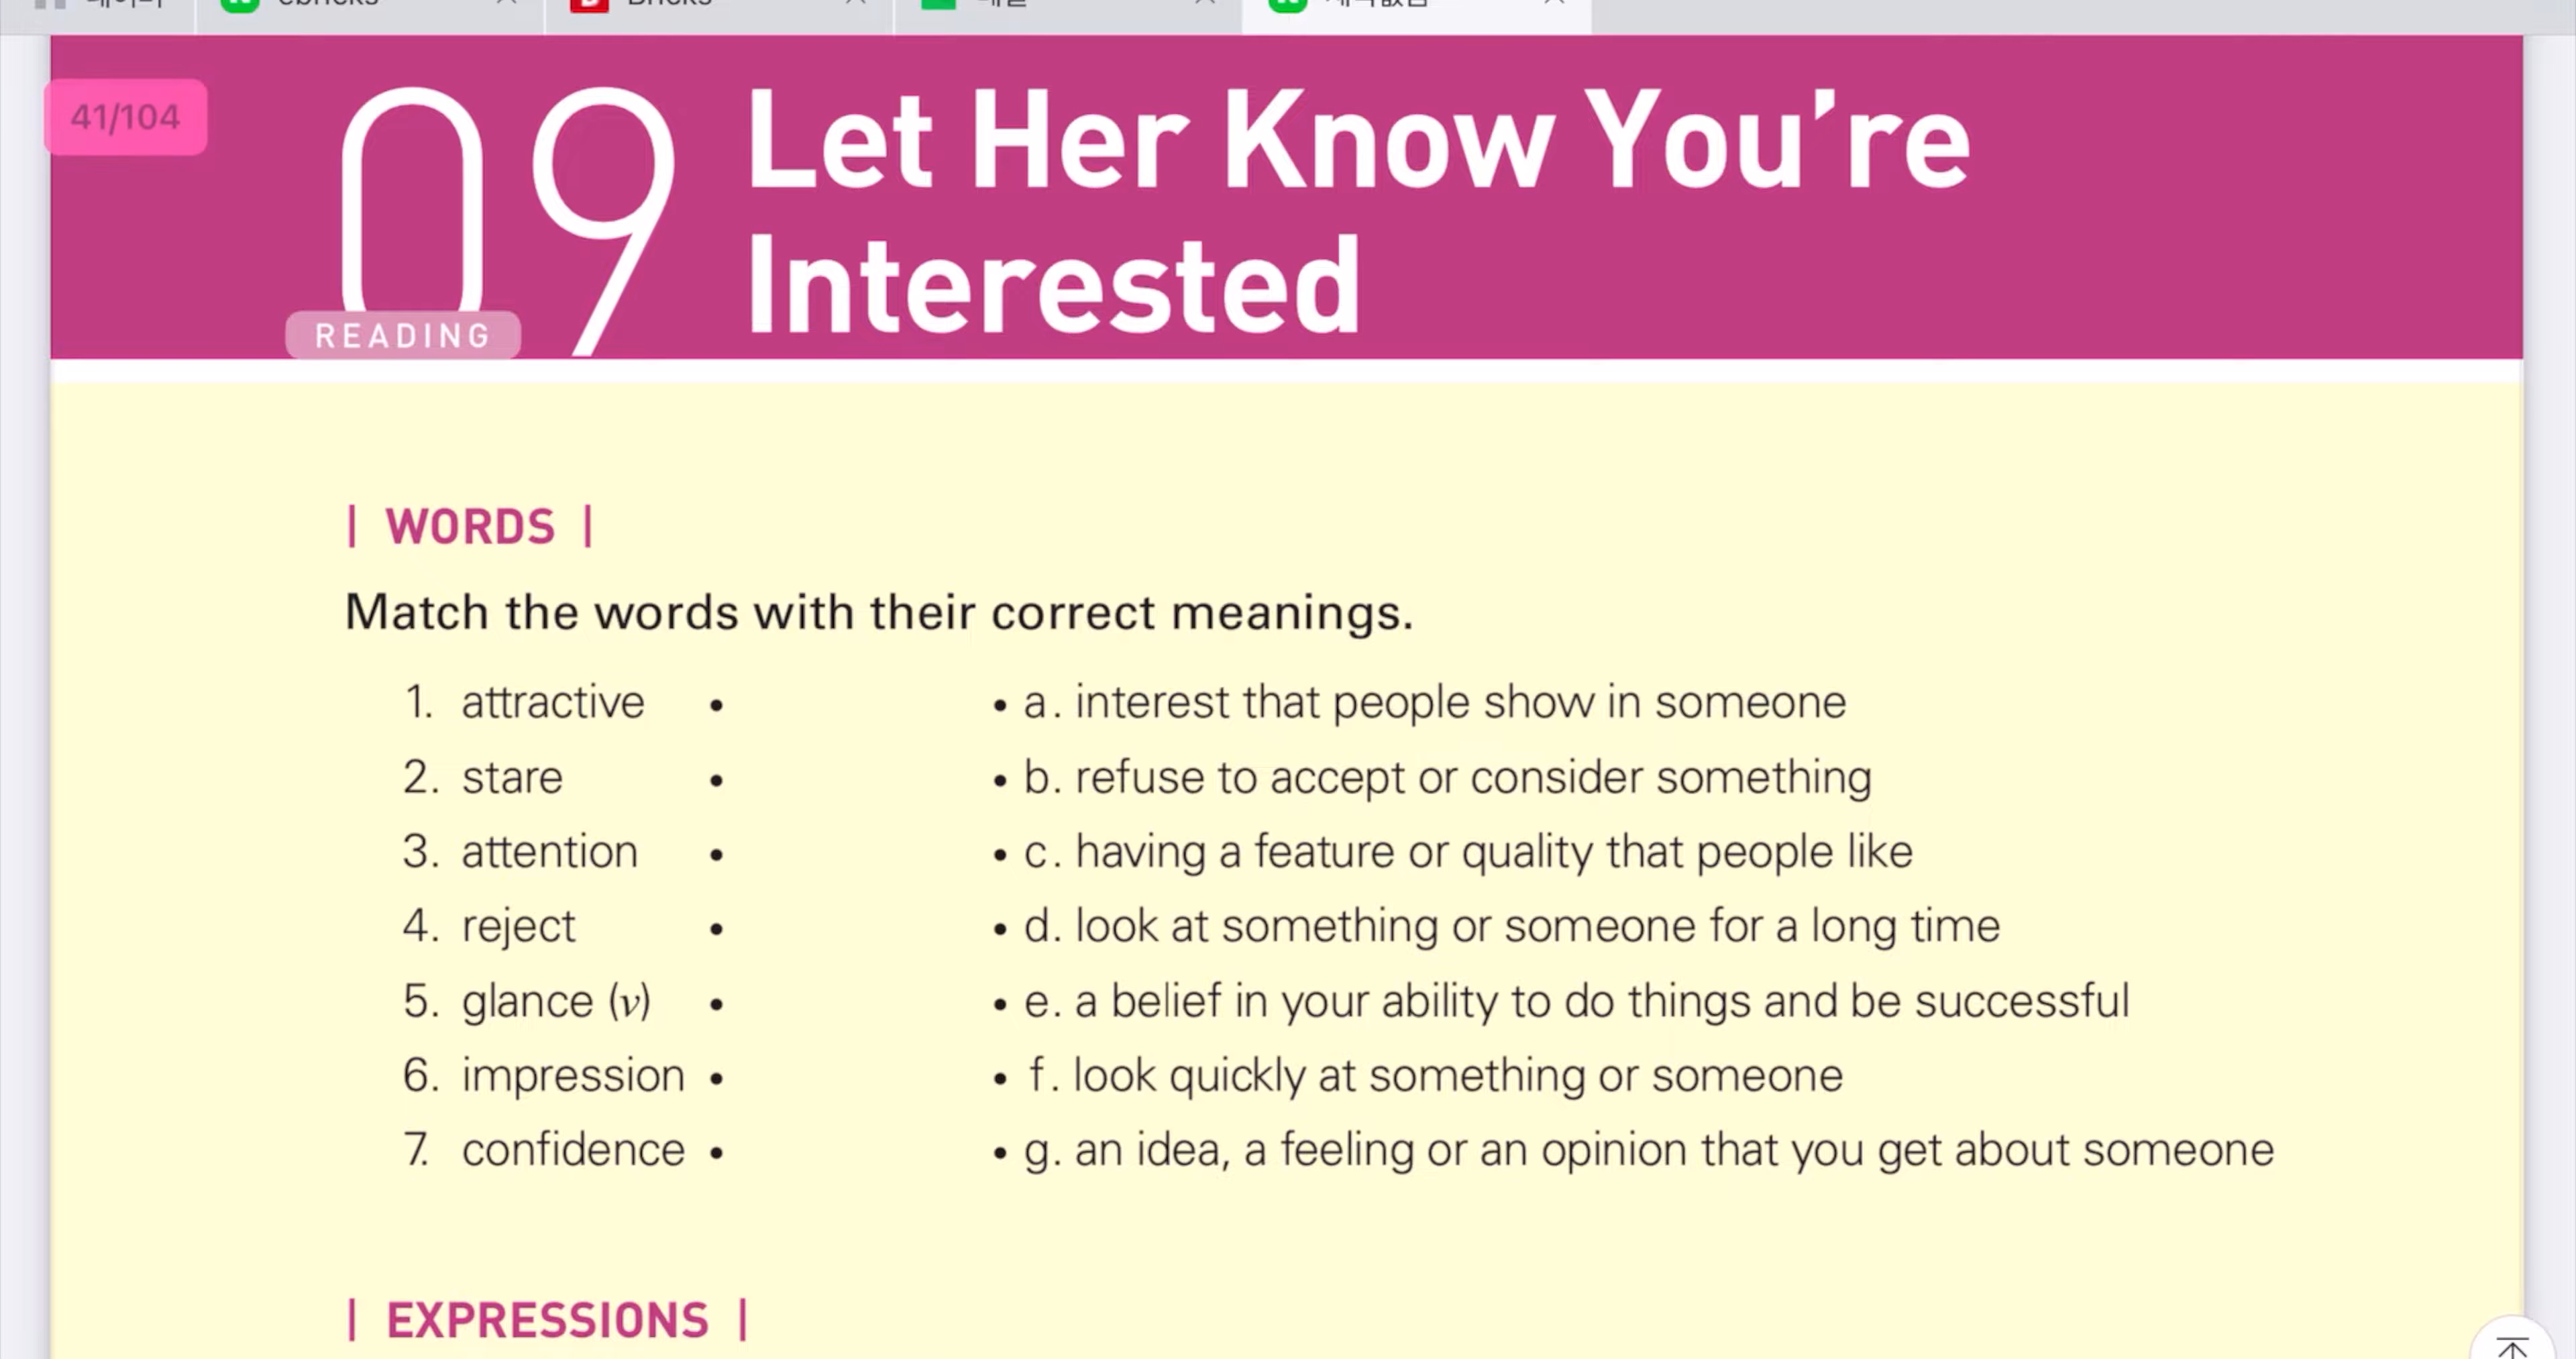 ebricks
Bricks
41/104
09
Let Her Know You're
Interested
READING
| WORDS |
Match the words with their correct meanings.
1. attractive • • a. interest that people show in someone
2. stare • • b. refuse to accept or consider something
3. attention • • c. having a feature or quality that people like
4. reject • • d. look at something or someone for a long time
5. glance (v) • • e. a belief in your ability to do things and be successful
6. impression • • f. look quickly at something or someone
7. confidence • • g. an idea, a feeling or an opinion that you get about someone
| EXPRESSIONS |